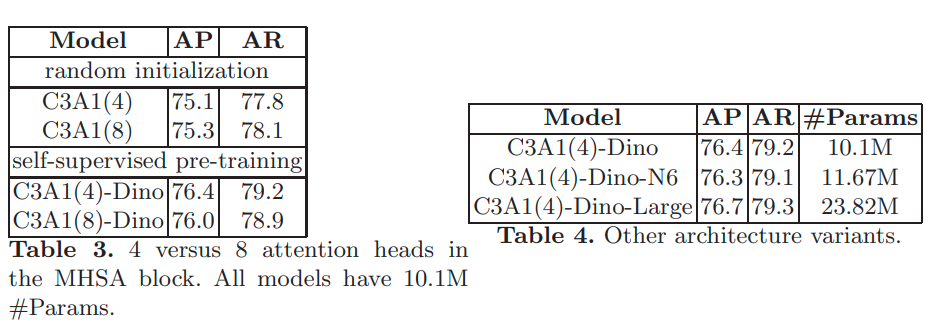 Model AP AR
random initialization
C3A1(4) 75.1 77.8
C3A1(8) 75.3 78.1
self-supervised pre-training
C3A1(4)-Dino 76.4 79.2
C3A1(8)-Dino 76.0 78.9
Table 3. 4 versus 8 attention heads in
the MHSA block. All models have 10.1M
#Params.
Model AP AR #Params
C3A1(4)-Dino 76.4 79.2 10.1M
C3A1(4)-Dino-N6 76.3 79.1 11.67M
C3A1(4)-Dino-Large 76.7 79.3 23.82M
Table 4. Other architecture variants.